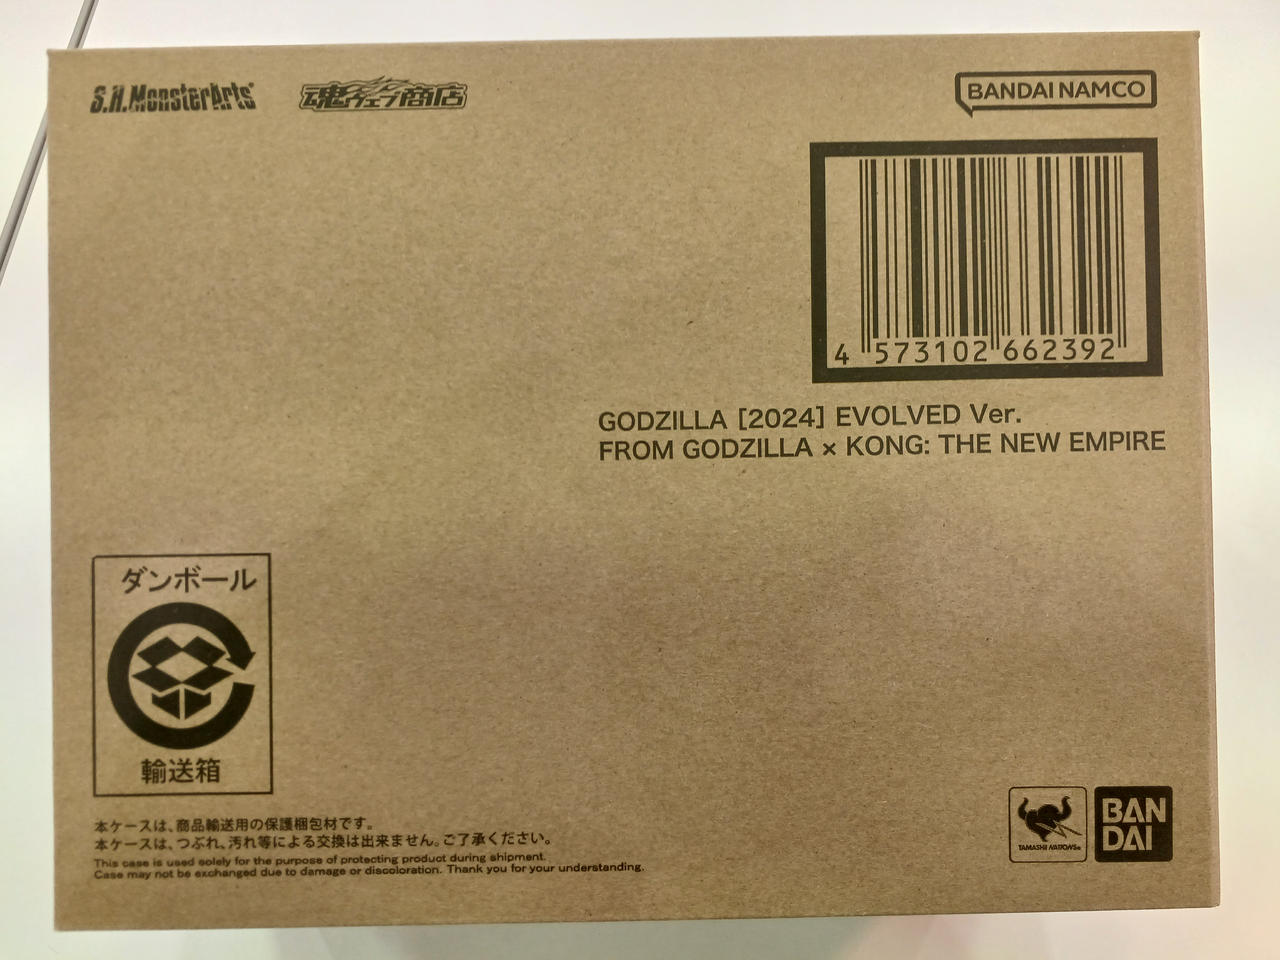 S.H.MonsterArts
魂ウェブ商店
BANDAI NAMCO
4 573102 662392
GODZILLA [2024] EVOLVED Ver.
FROM GODZILLA × KONG: THE NEW EMPIRE
ダンボール
輸送箱
本ケースは、商品輸送用の保護梱包材です。
本ケースは、つぶれ、汚れ等による交換は出来ません。ご了承ください。
This case is used solely for the purpose of protecting product during shipment.
Case may not be exchanged due to damage or discoloration. Thank you for your understanding.
TAMASHII NATIONS
BAN
DAI